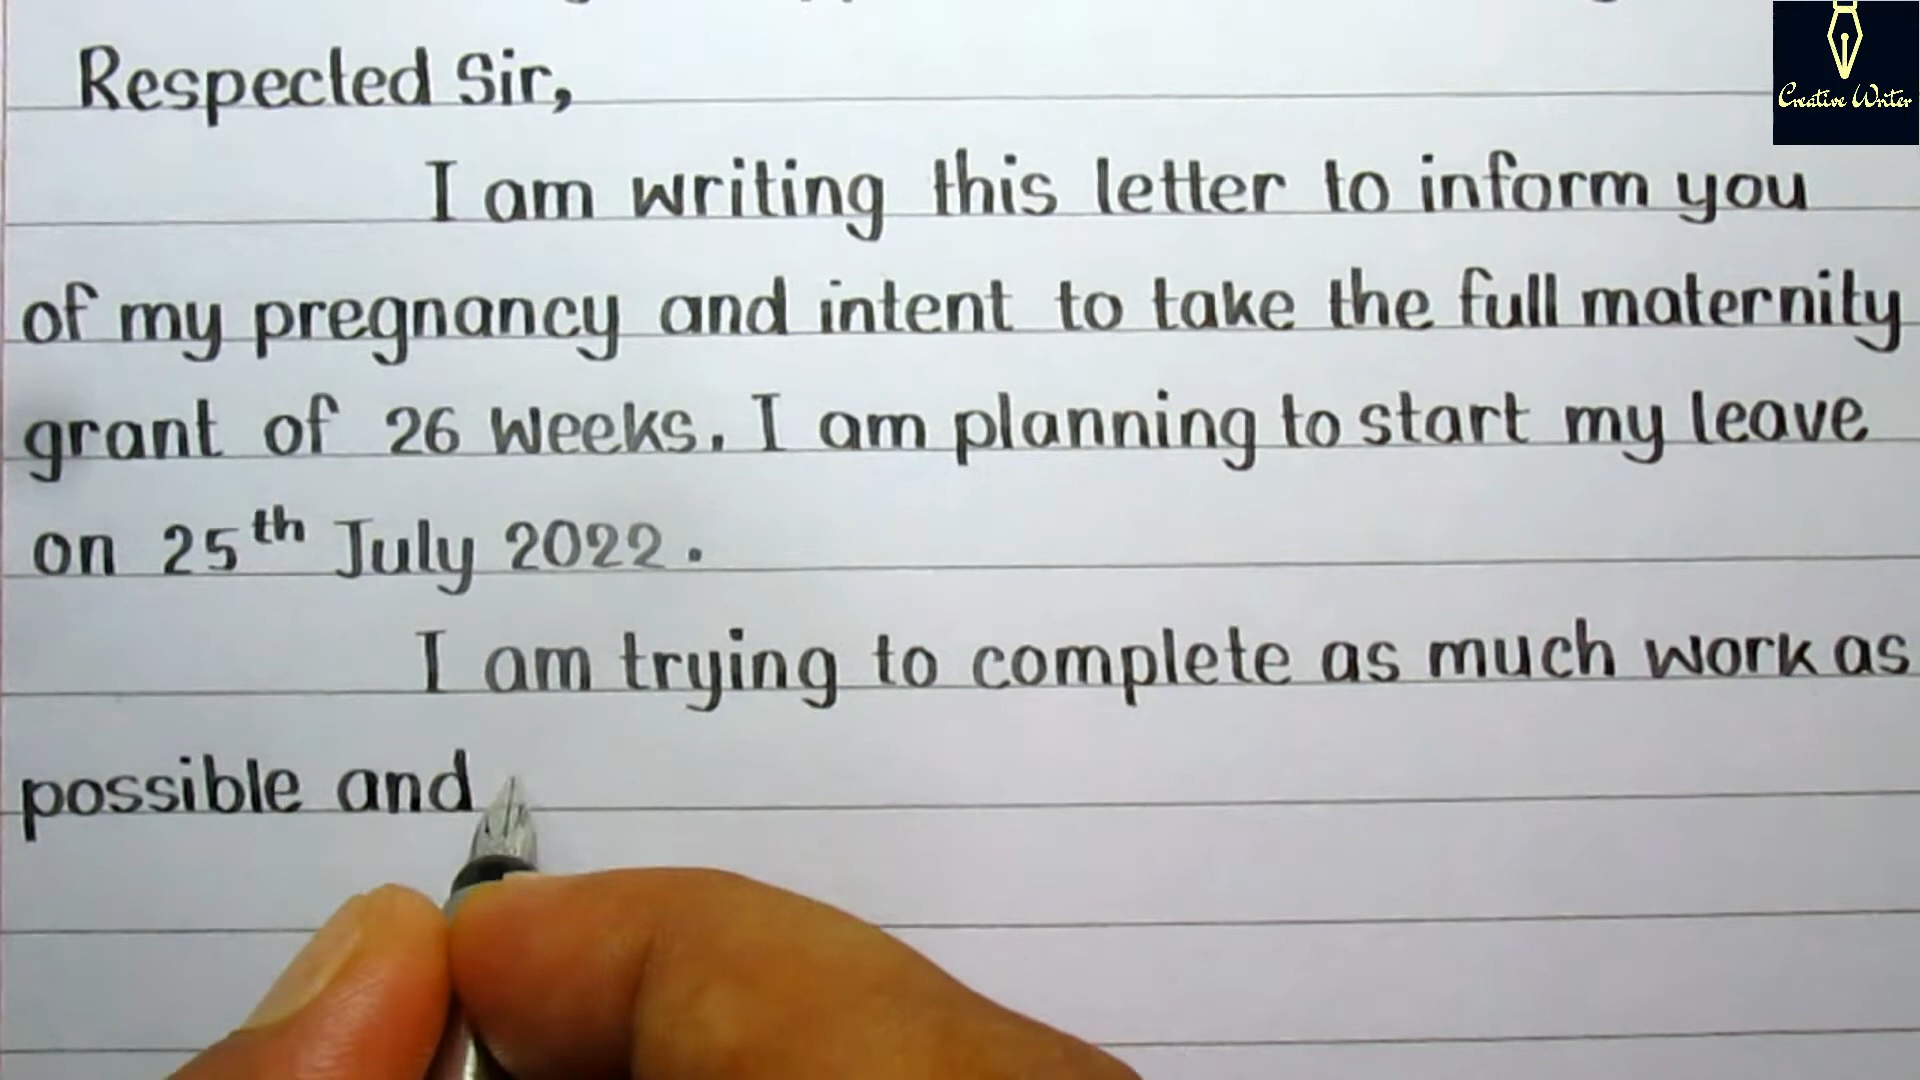 Respected Sir,
Creative Writer
I am writing this letter to inform you
of my pregnancy and intent to take the full maternity
grant of 26 weeks. I am planning to start my leave
on 25th July 2022.
I am trying to complete as much work as
possible and